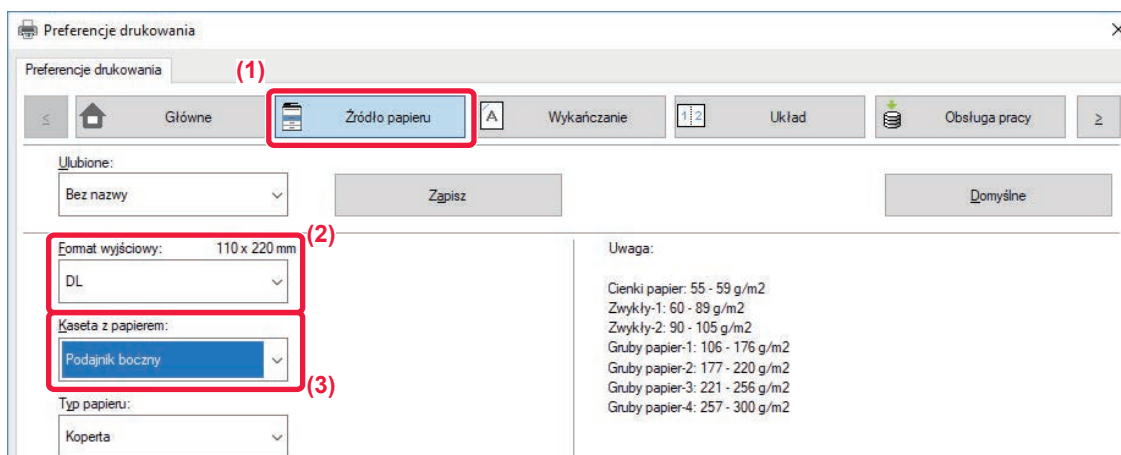 Preferencje drukowania
Preferencje drukowania
(1)
< Główne Źródło papieru A Wykańczanie 1 2 Układ Obsługa pracy >
Ulubione:
Bez nazwy Zapisz Domyślne
(2)
Format wyjściowy: 110 x 220 mm
DL
Kaseta z papierem:
Podajnik boczny
(3)
Typ papieru:
Koperta
Uwaga:
Cienki papier: 55 - 59 g/m2
Zwykły-1: 60 - 89 g/m2
Zwykły-2: 90 - 105 g/m2
Gruby papier-1: 106 - 176 g/m2
Gruby papier-2: 177 - 220 g/m2
Gruby papier-3: 221 - 256 g/m2
Gruby papier-4: 257 - 300 g/m2